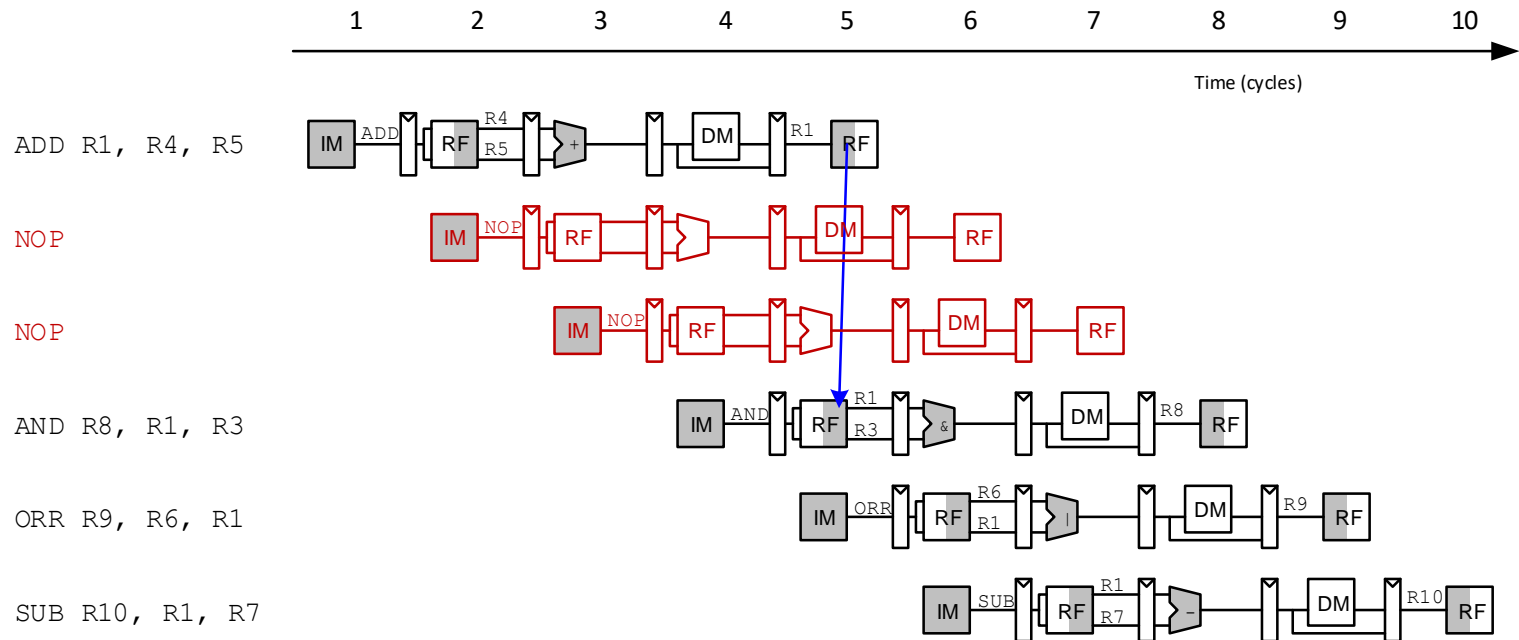 1 2 3 4 5 6 7 8 9 10
Time (cycles)
ADD R1, R4, R5 IM ADD RF R4 R5 + DM R1 RF
NOP IM NOP RF DM RF
NOP IM NOP RF DM RF
AND R8, R1, R3 IM AND RF R1 R3 & DM R8 RF
ORR R9, R6, R1 IM ORR RF R6 R1 | DM R9 RF
SUB R10, R1, R7 IM SUB RF R1 R7 - DM R10 RF